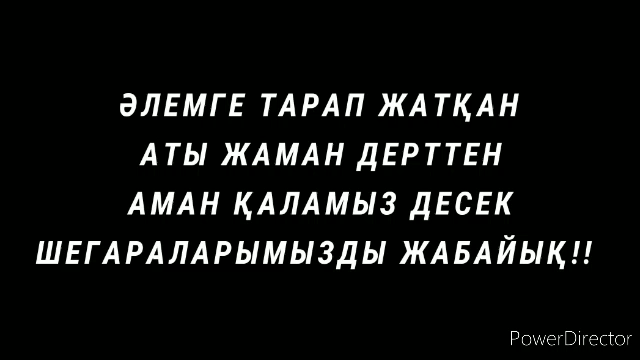 ӘЛЕМГЕ ТАРАП ЖАТҚАН
АТЫ ЖАМАН ДЕРТТЕН
АМАН ҚАЛАМЫЗ ДЕСЕК
ШЕГАРАЛАРЫМЫЗДЫ ЖАБАЙЫҚ!!
PowerDirector